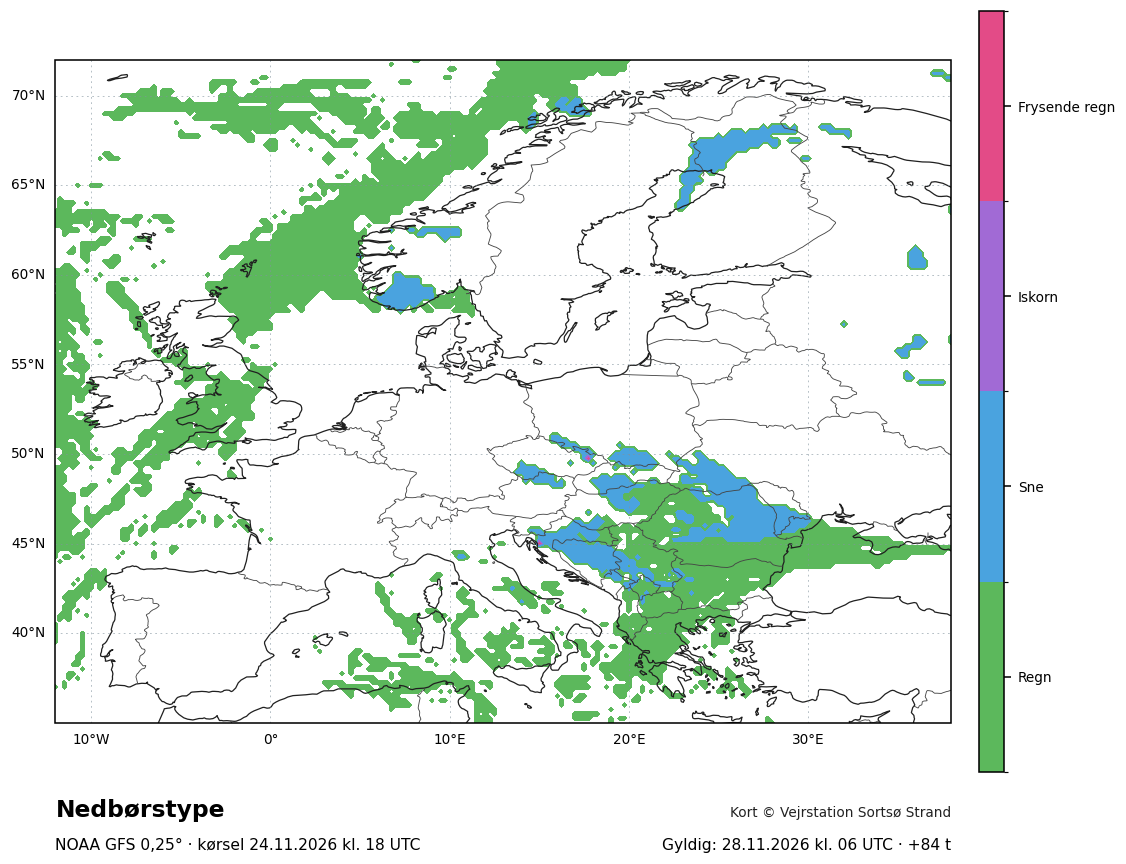 70°N
65°N
60°N
55°N
50°N
45°N
40°N
10°W
0°
10°E
20°E
30°E
Frysende regn
Iskorn
Sne
Regn
Nedbørstype
Kort © Vejrstation Sortsø Strand
NOAA GFS 0,25° · kørsel 24.11.2026 kl. 18 UTC
Gyldig: 28.11.2026 kl. 06 UTC · +84 t